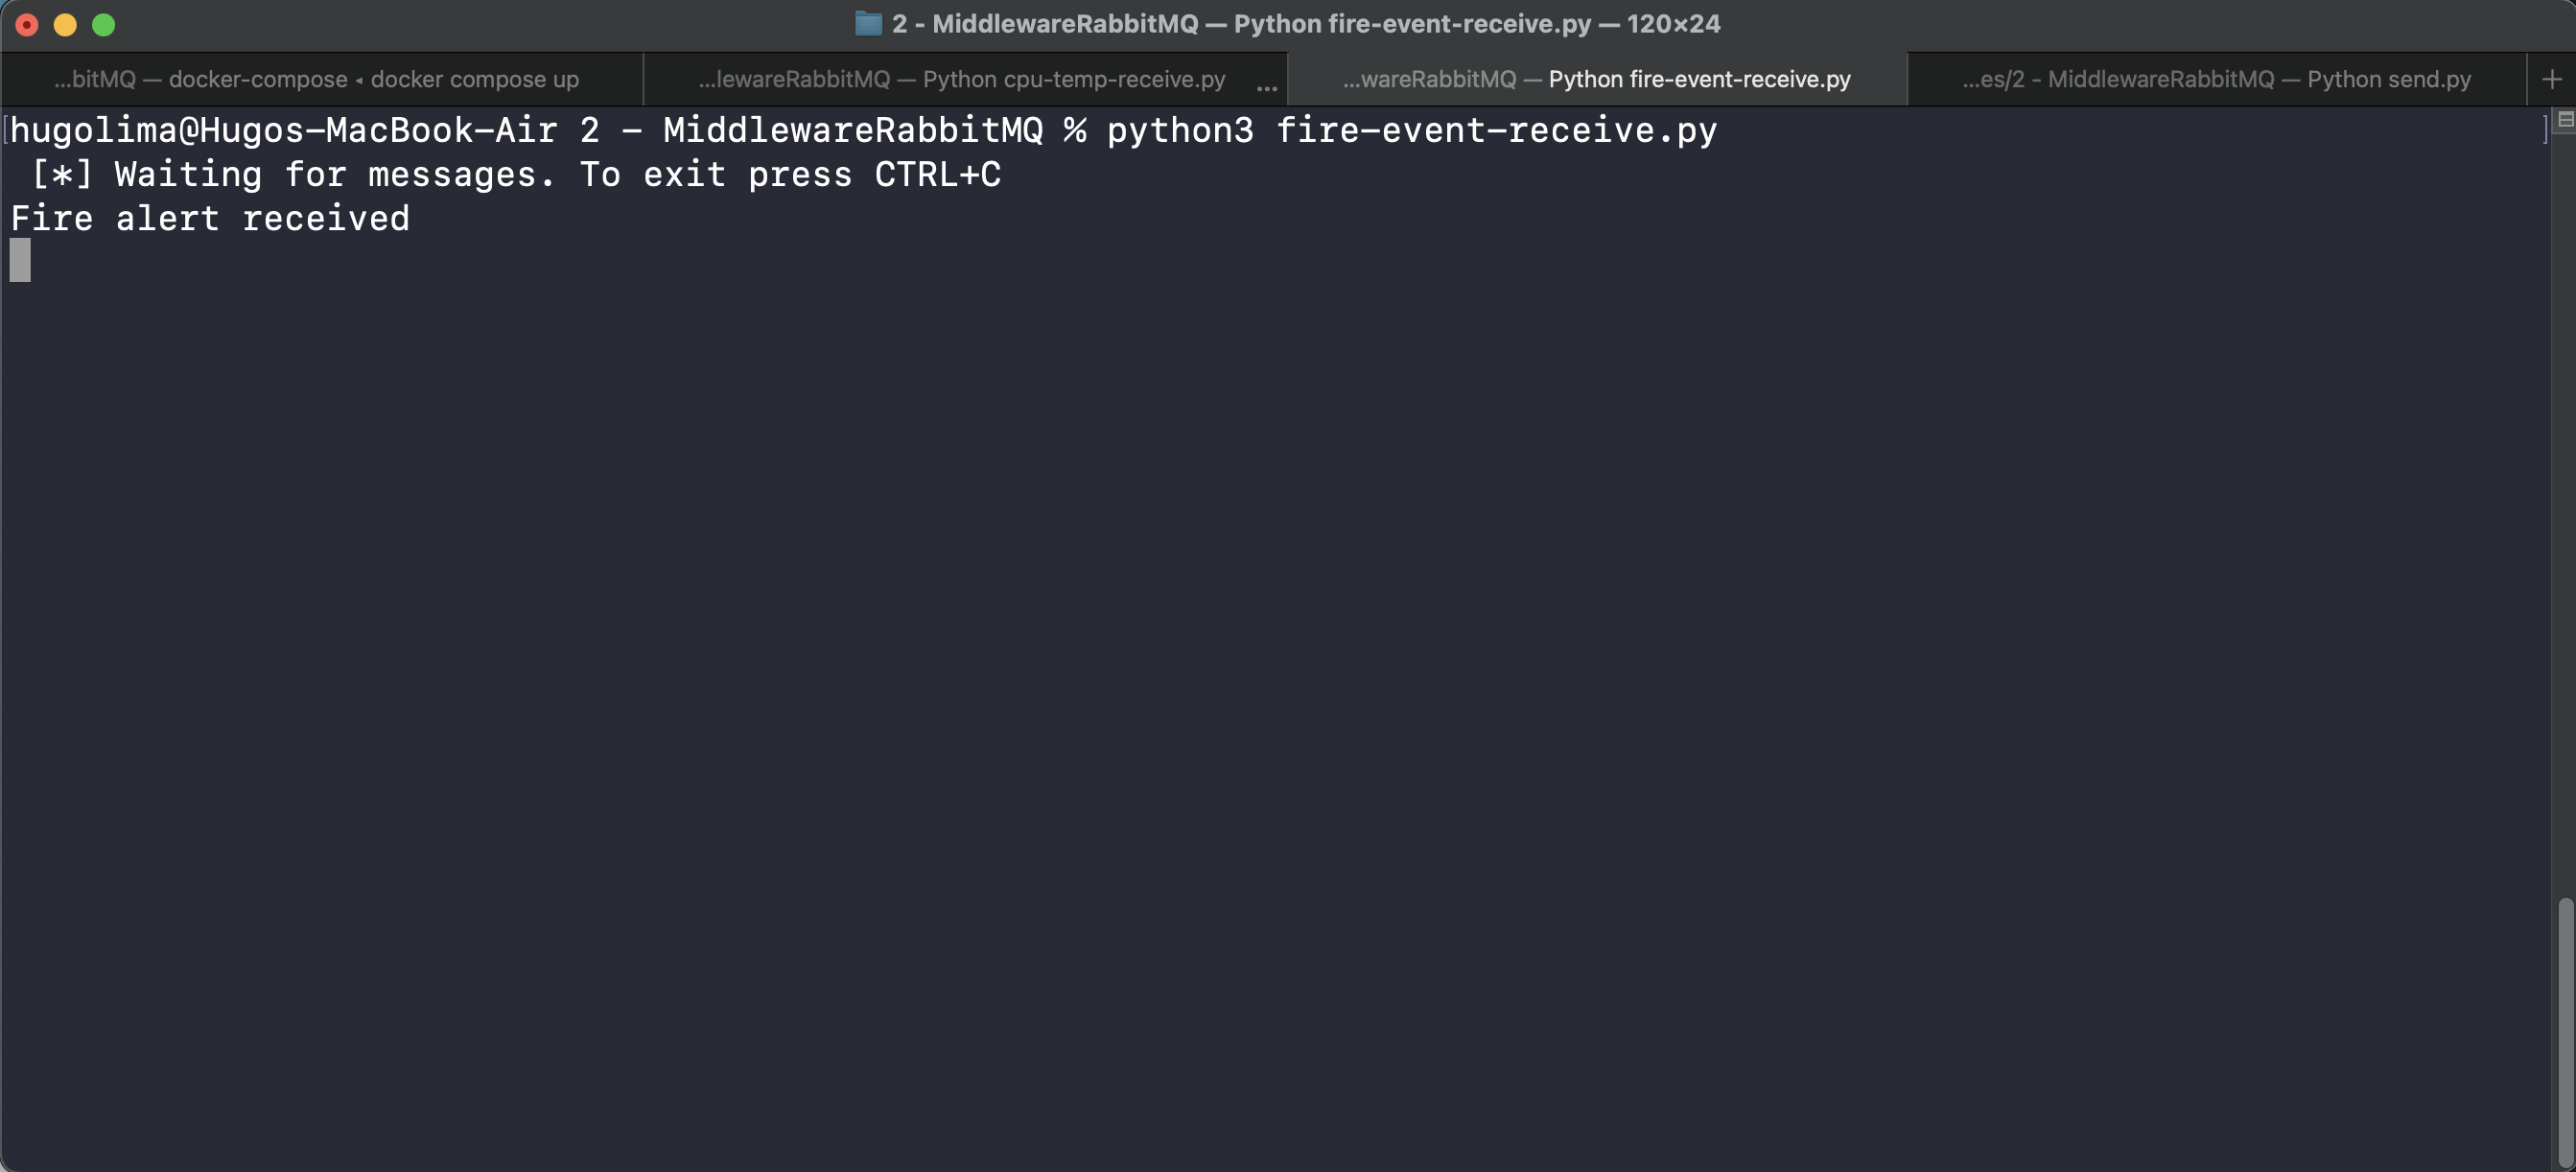 2 - MiddlewareRabbitMQ — Python fire-event-receive.py — 120×24
...bitMQ — docker-compose ◂ docker compose up
...lewareRabbitMQ — Python cpu-temp-receive.py ...
...wareRabbitMQ — Python fire-event-receive.py
...es/2 - MiddlewareRabbitMQ — Python send.py
+
[hugolima@Hugos-MacBook-Air 2 - MiddlewareRabbitMQ % python3 fire-event-receive.py ]
[*] Waiting for messages. To exit press CTRL+C
Fire alert received